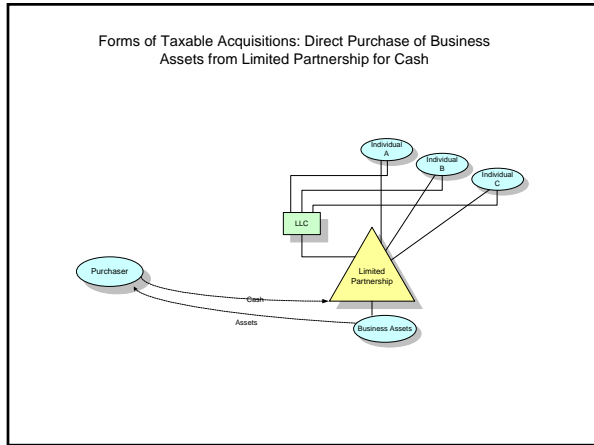 Forms of Taxable Acquisitions: Direct Purchase of Business
Assets from Limited Partnership for Cash
Individual
A
Individual
B
Individual
C
LLC
Purchaser
Limited
Partnership
Cash
Assets
Business Assets